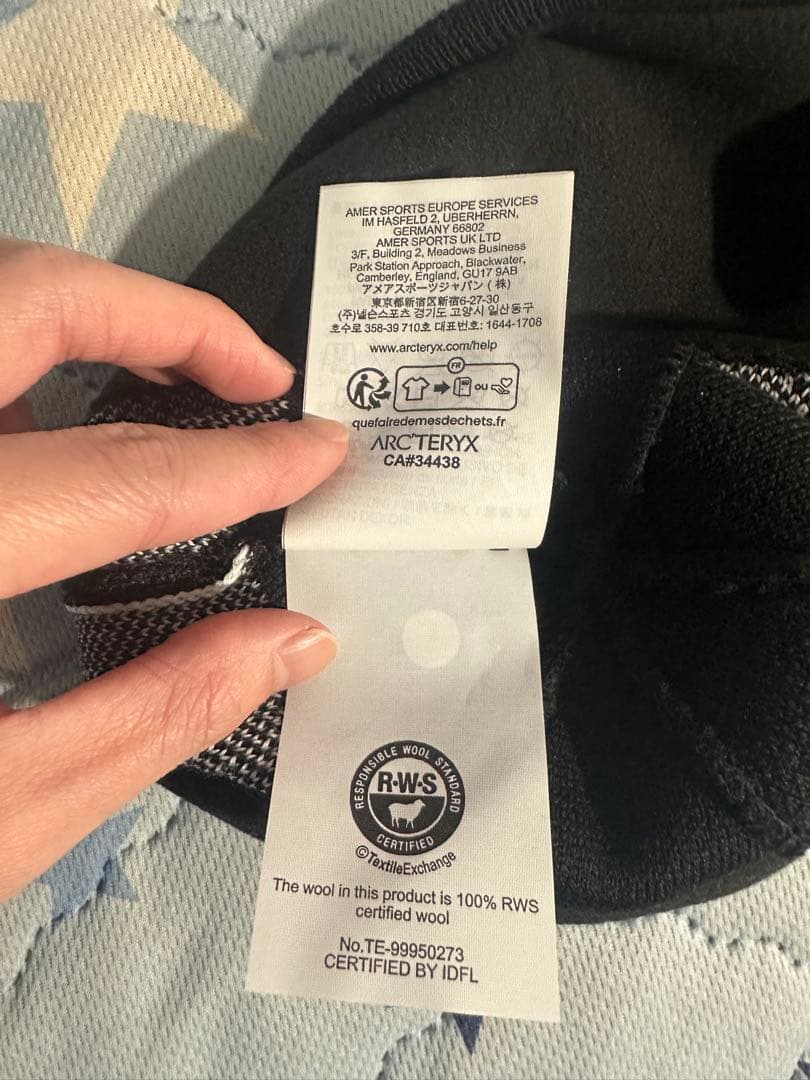 AMER SPORTS EUROPE SERVICES
IM HASFELD 2, UBERHERRN,
GERMANY 66802
AMER SPORTS UK LTD
3/F, Building 2, Meadows Business
Park Station Approach, Blackwater,
Camberley, England, GU17 9AB
アメアスポーツジャパン (株)
東京都新宿区新宿6-27-30
(주)넬슨스포츠 경기도 고양시 일산동구
호수로 358-39 710호 대표번호: 1644-1708
www.arcteryx.com/help
FR
ou
quefairedemesdechets.fr
ARC'TERYX
CA#34438
RESPONSIBLE WOOL STANDARD
R·W·S
CERTIFIED
©TextileExchange
The wool in this product is 100% RWS
certified wool
No.TE-99950273
CERTIFIED BY IDFL